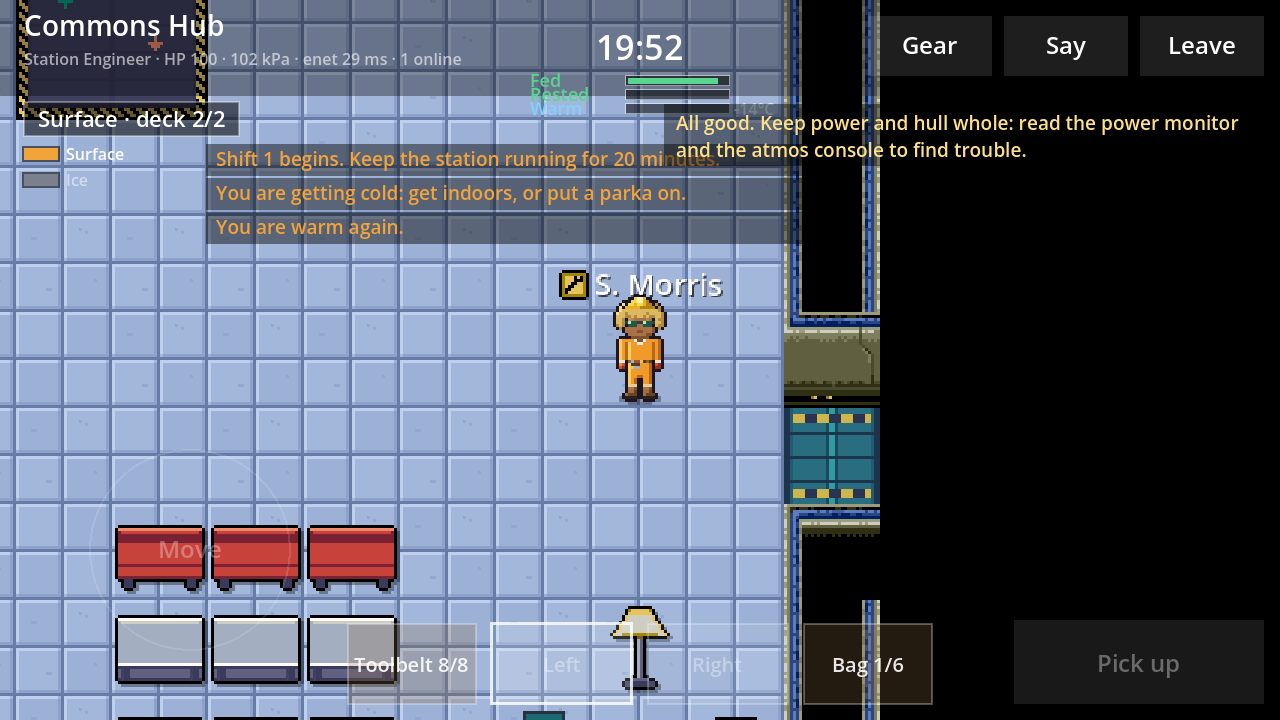 Commons Hub
Station Engineer · HP 100 · 102 kPa · enet 29 ms · 1 online
19:52
Gear
Say
Leave
Fed
Rested
Warm
-14°C
Surface · deck 2/2
Surface
Ice
All good. Keep power and hull whole: read the power monitor
and the atmos console to find trouble.
Shift 1 begins. Keep the station running for 20 minutes.
You are getting cold: get indoors, or put a parka on.
You are warm again.
S. Morris
Move
Toolbelt 8/8
Left
Right
Bag 1/6
Pick up